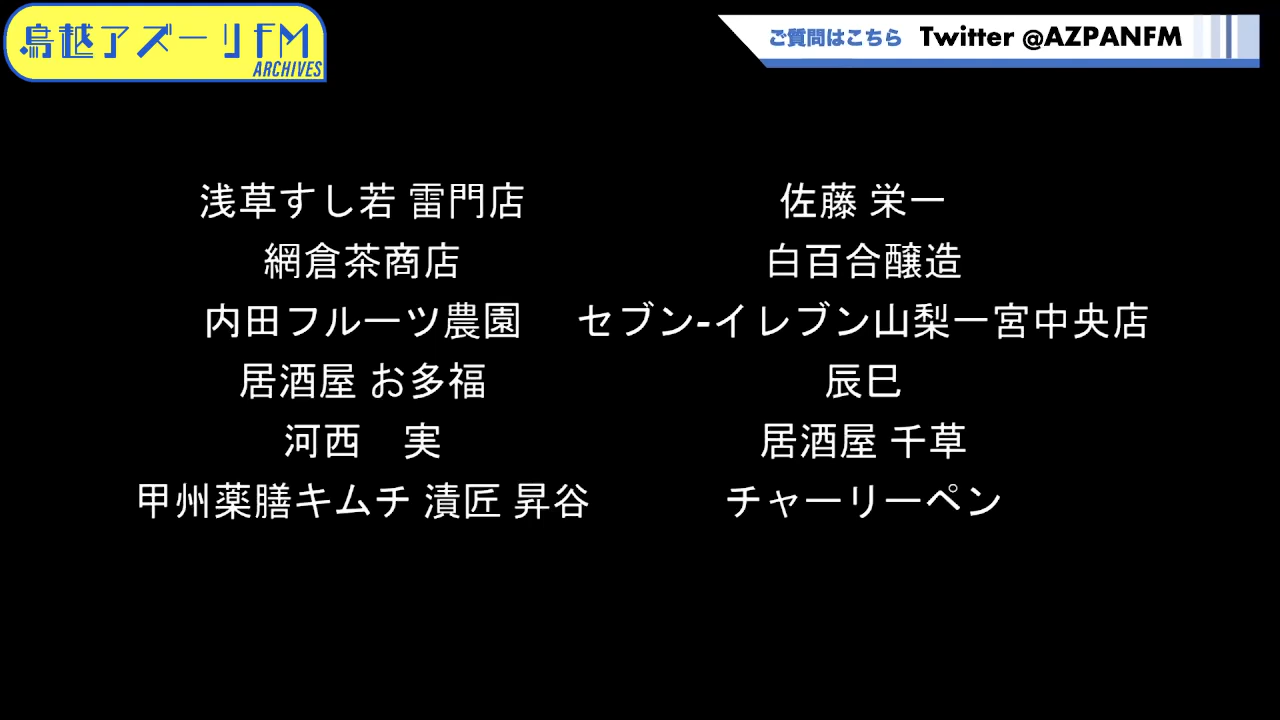 鳥越アズーリFM
ARCHIVES
ご質問はこちら Twitter @AZPANFM
浅草すし若 雷門店 佐藤 栄一
網倉茶商店 白百合醸造
内田フルーツ農園 セブン-イレブン山梨一宮中央店
居酒屋 お多福 辰巳
河西　実 居酒屋 千草
甲州薬膳キムチ 漬匠 昇谷 チャーリーペン